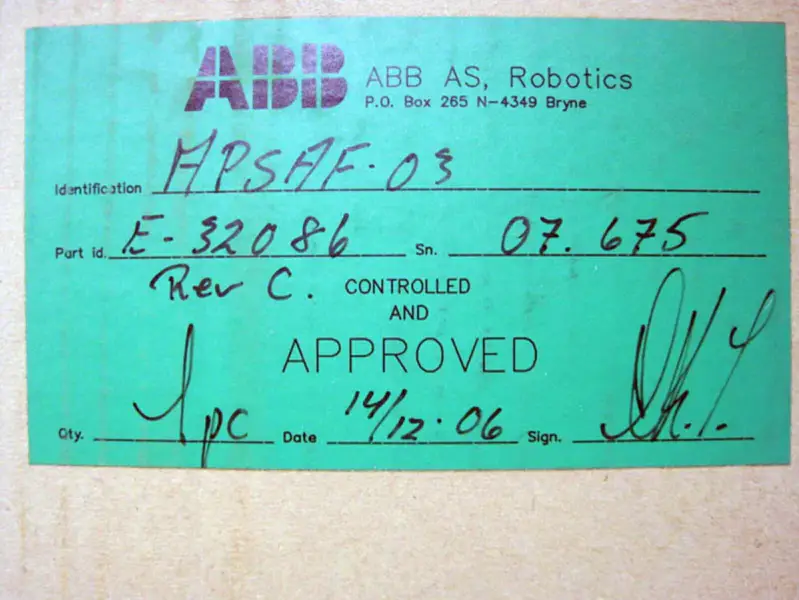 ABB ABB AS, Robotics
P.O. Box 265 N-4349 Bryne
Identification MPSAF-03
Part id. E-32086 Sn. 07.675
Rev C. CONTROLLED
AND
APPROVED
Qty. 1pc Date 14/12-06 Sign.